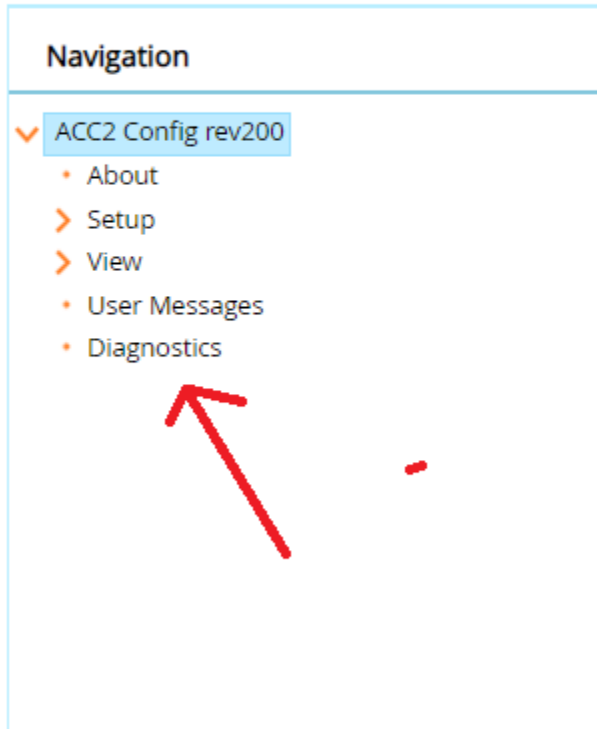 Navigation
ACC2 Config rev200
About
Setup
View
User Messages
Diagnostics